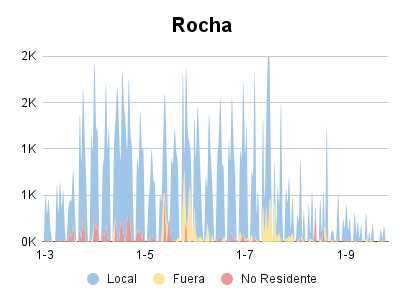 Rocha
2K
2K
1K
1K
0K
1-3 1-5 1-7 1-9
Local Fuera No Residente